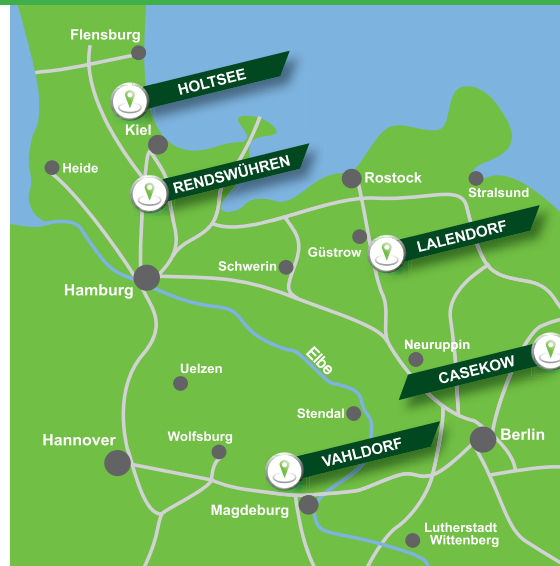 Flensburg
HOLTSEE
Kiel
Heide
RENDSWÜHREN
Rostock
Stralsund
LALENDORF
Güstrow
Schwerin
Hamburg
Neuruppin
Elbe
CASEKOW
Uelzen
Stendal
Hannover
Wolfsburg
Berlin
VAHLDORF
Magdeburg
Lutherstadt
Wittenberg